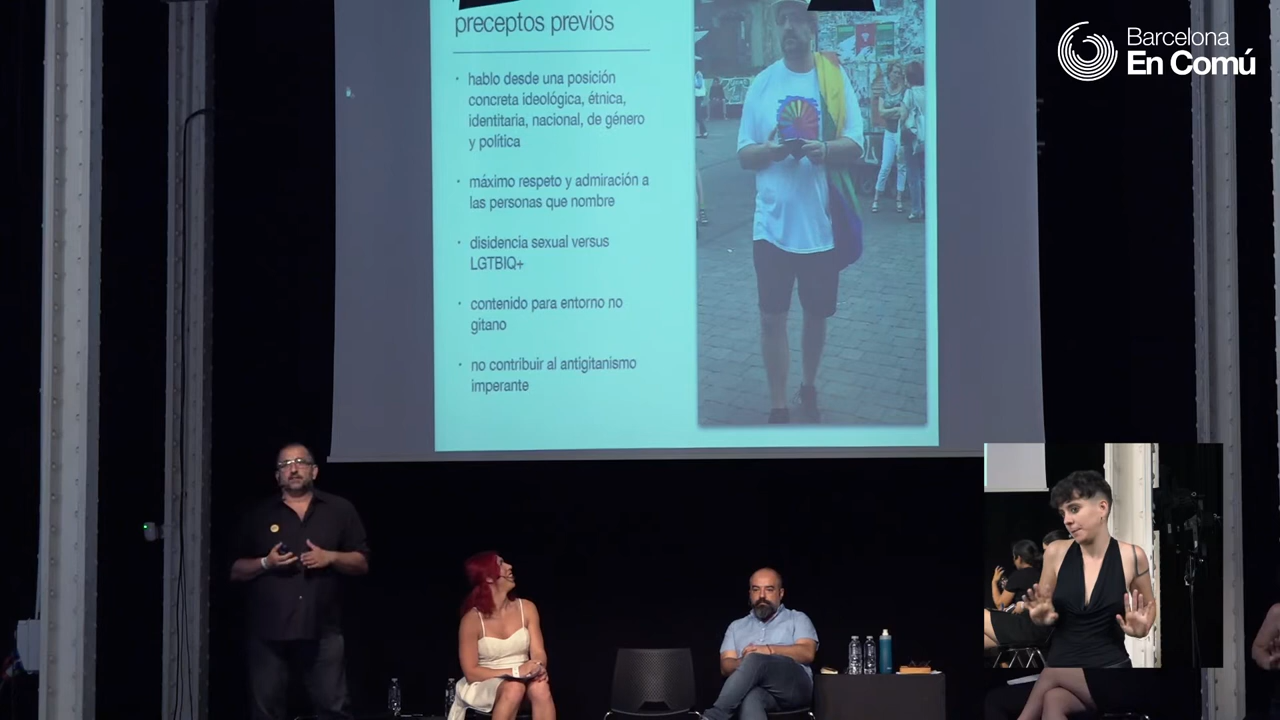 Barcelona
En Comú
preceptos previos
· hablo desde una posición
concreta ideológica, étnica,
identitaria, nacional, de género
y política
· máximo respeto y admiración a
las personas que nombre
· disidencia sexual versus
LGTBIQ+
· contenido para entorno no
gitano
· no contribuir al antigitanismo
imperante